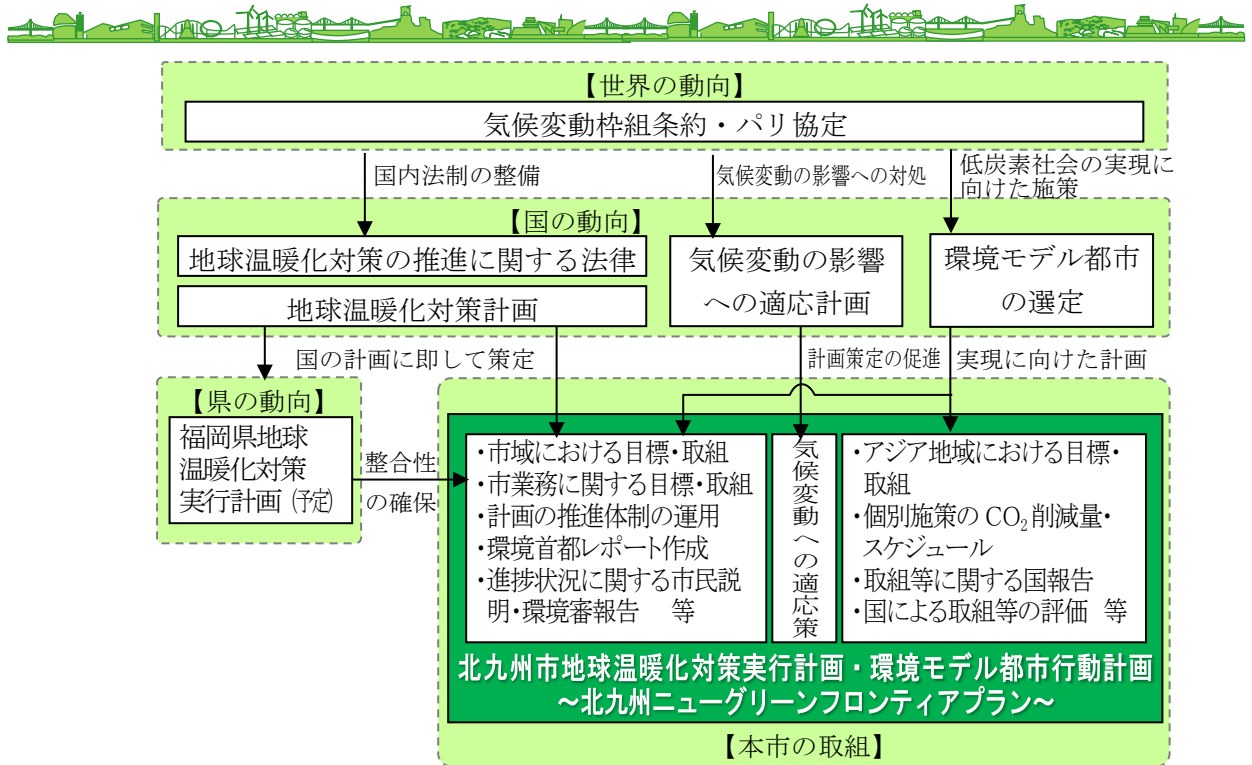 【世界の動向】
気候変動枠組条約・パリ協定
国内法制の整備
気候変動の影響への対処
低炭素社会の実現に
向けた施策
【国の動向】
地球温暖化対策の推進に関する法律
地球温暖化対策計画
気候変動の影響
への適応計画
環境モデル都市
の選定
国の計画に即して策定
計画策定の促進
実現に向けた計画
【県の動向】
福岡県地球
温暖化対策
実行計画(予定)
整合性
の確保
・市域における目標・取組
・市業務に関する目標・取組
・計画の推進体制の運用
・環境首都レポート作成
・進捗状況に関する市民説
明・環境審報告 等
気候変動への適応策
・アジア地域における目標・
取組
・個別施策のCO₂削減量・
スケジュール
・取組等に関する国報告
・国による取組等の評価 等
北九州市地球温暖化対策実行計画・環境モデル都市行動計画
～北九州ニューグリーンフロンティアプラン～
【本市の取組】